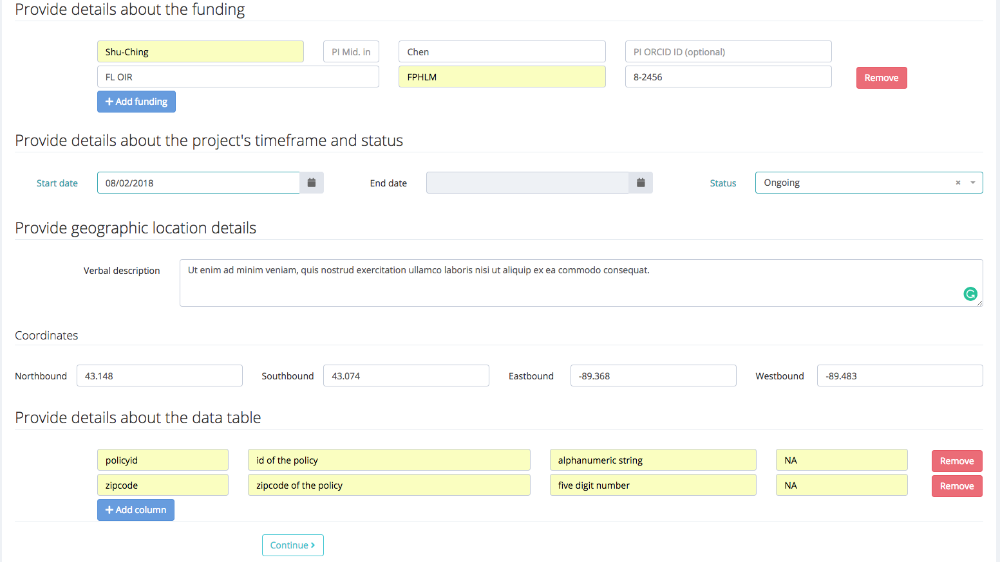 Provide details about the funding
Shu-Ching PI Mid. in Chen PI ORCID ID (optional)
FL OIR FPHLM 8-2456 Remove
+ Add funding
Provide details about the project's timeframe and status
Start date 08/02/2018 End date Status Ongoing ×
Provide geographic location details
Verbal description Ut enim ad minim veniam, quis nostrud exercitation ullamco laboris nisi ut aliquip ex ea commodo consequat.
Coordinates
Northbound 43.148 Southbound 43.074 Eastbound -89.368 Westbound -89.483
Provide details about the data table
policyid id of the policy alphanumeric string NA Remove
zipcode zipcode of the policy five digit number NA Remove
+ Add column
Continue >